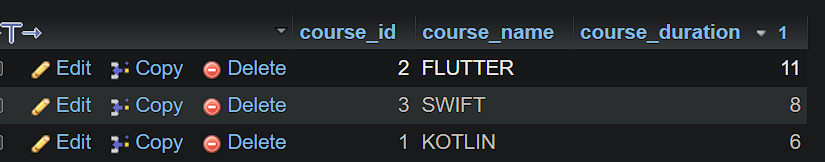 course_id course_name course_duration 1
Edit Copy Delete 2 FLUTTER 11
Edit Copy Delete 3 SWIFT 8
Edit Copy Delete 1 KOTLIN 6